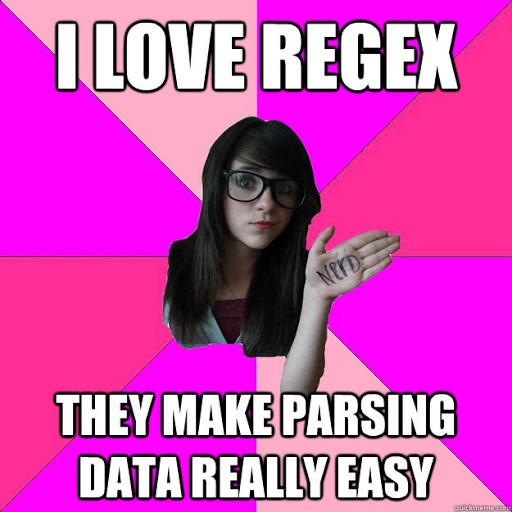 I LOVE REGEX
NERD
THEY MAKE PARSING
DATA REALLY EASY
quickmeme.com